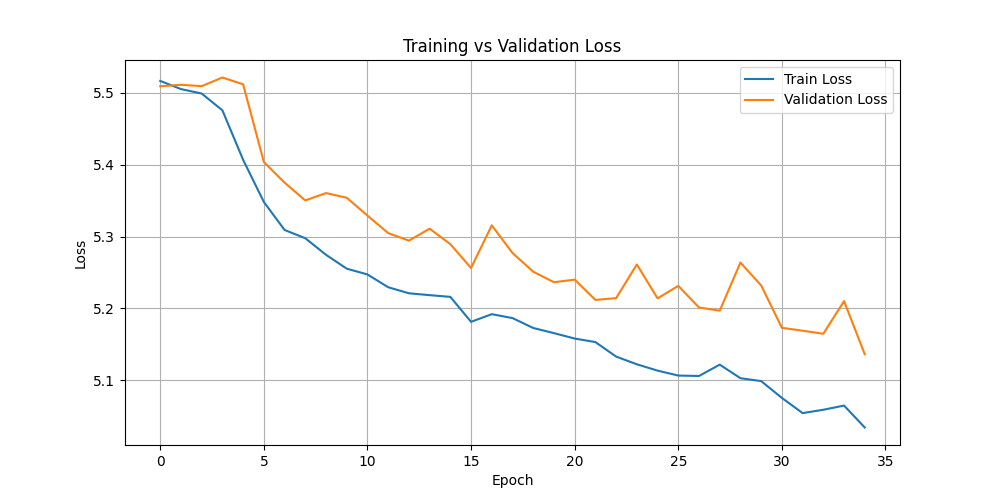 Training vs Validation Loss
Train Loss
Validation Loss
5.5
5.4
5.3
5.2
5.1
Loss
0 5 10 15 20 25 30 35
Epoch